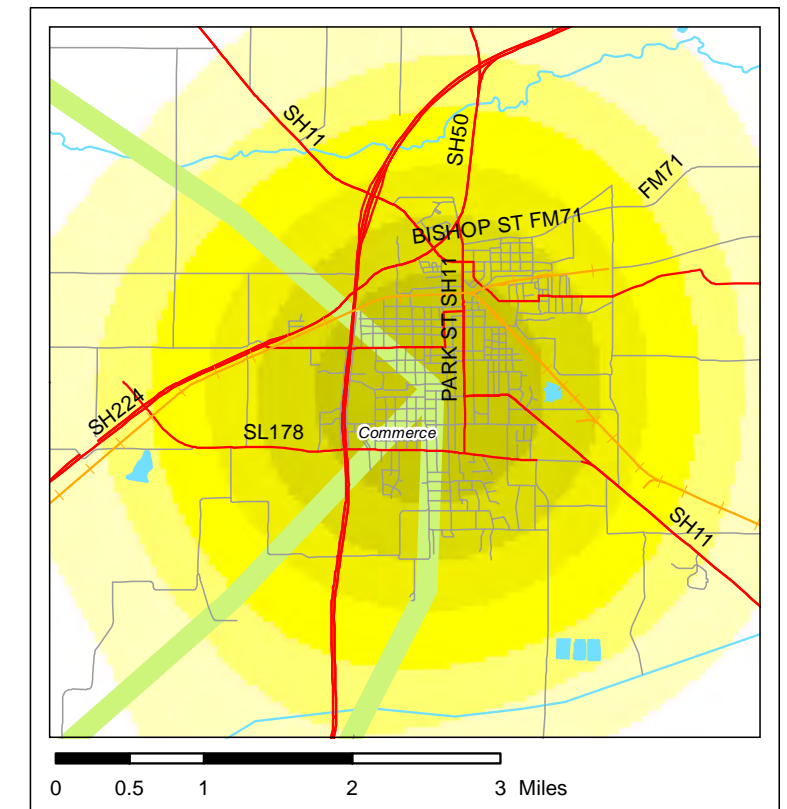 SH11
SH50
FM71
BISHOP ST FM71
PARK ST SH11
SH224
SL178
Commerce
SH11
0 0.5 1 2 3 Miles